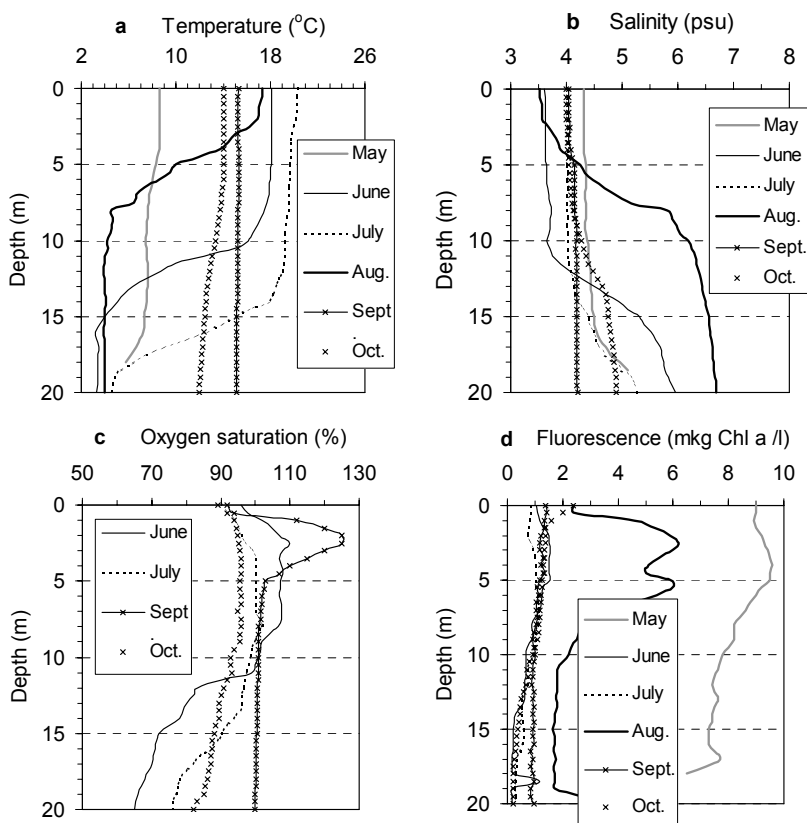 a Temperature (°C)
2 10 18 26
0
5
10
15
20
Depth (m)
May
June
July
Aug.
Sept
Oct.
b Salinity (psu)
3 4 5 6 7 8
0
5
10
15
20
Depth (m)
May
June
July
Aug.
Sept.
Oct.
c Oxygen saturation (%)
50 70 90 110 130
0
5
10
15
20
Depth (m)
June
July
Sept
Oct.
d Fluorescence (mkg Chl a /l)
0 2 4 6 8 10
0
5
10
15
20
Depth (m)
May
June
July
Aug.
Sept.
Oct.